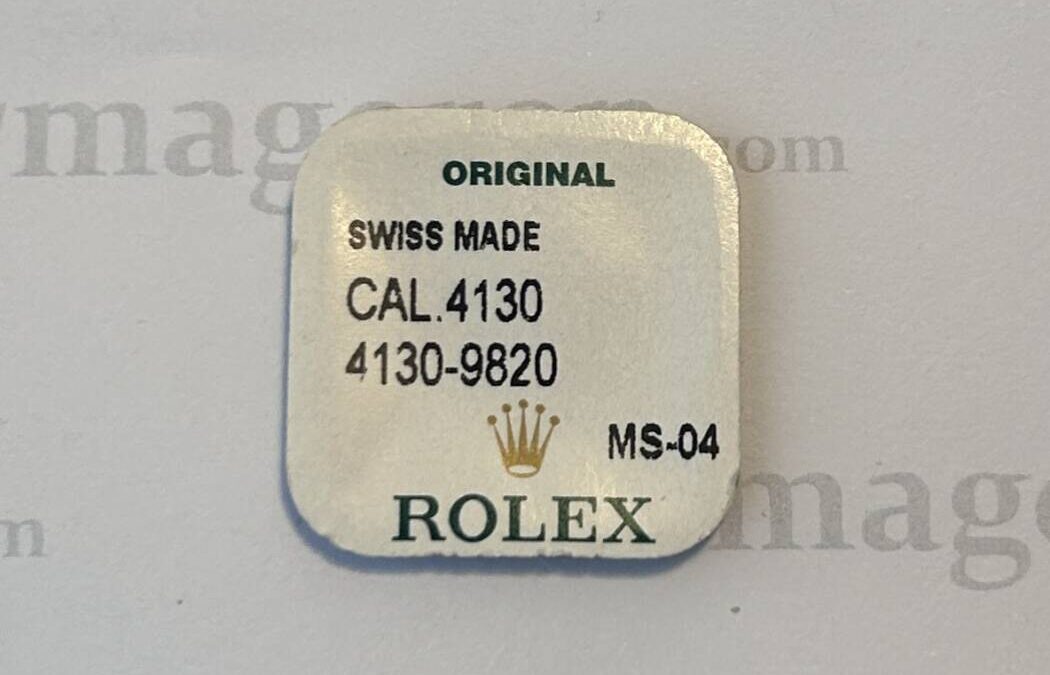 ORIGINAL
SWISS MADE
CAL.4130
4130-9820
MS-04
ROLEX